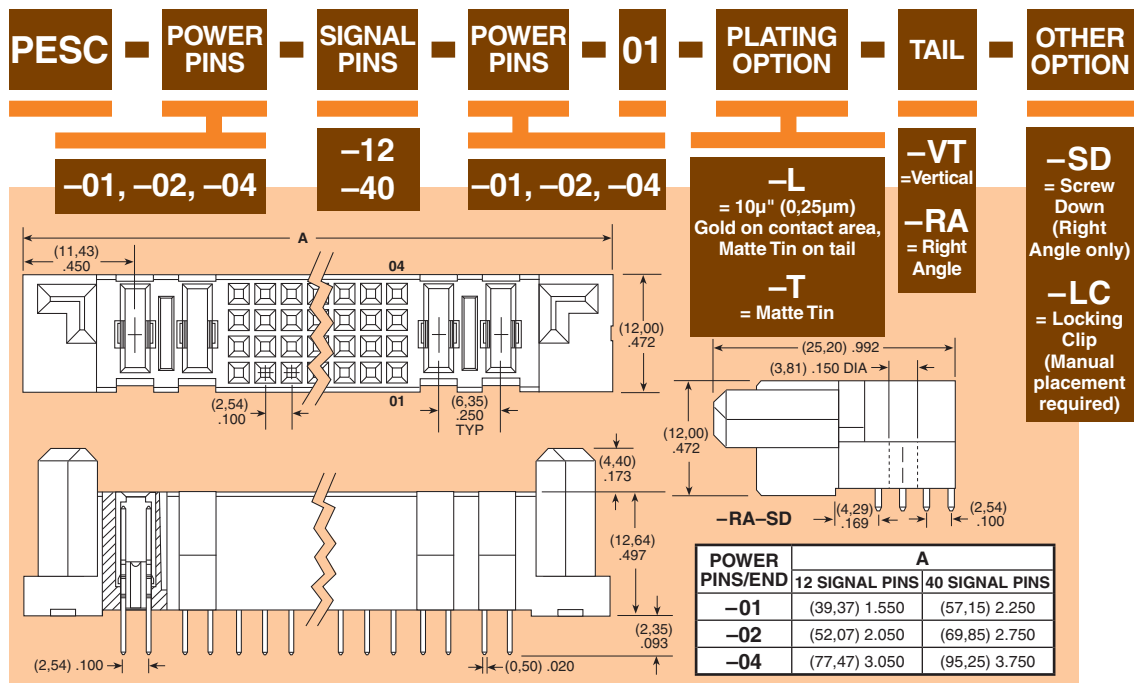 PESC - POWER PINS - SIGNAL PINS - POWER PINS - 01 - PLATING OPTION - TAIL - OTHER OPTION
–01, –02, –04
–12
–40
–01, –02, –04
–L
= 10µ" (0,25µm)
Gold on contact area,
Matte Tin on tail
–T
= Matte Tin
–VT
=Vertical
–RA
= Right
Angle
–SD
= Screw
Down
(Right
Angle only)
–LC
= Locking
Clip
(Manual
placement
required)
A
(11,43)
.450
04
(12,00)
.472
(2,54)
.100
01
(6,35)
.250
TYP
(4,40)
.173
(12,64)
.497
(2,35)
.093
(2,54) .100
(0,50) .020
(25,20) .992
(3,81) .150 DIA
(12,00)
.472
–RA–SD
(4,29)
.169
(2,54)
.100
POWER PINS/END A
12 SIGNAL PINS 40 SIGNAL PINS
–01 (39,37) 1.550 (57,15) 2.250
–02 (52,07) 2.050 (69,85) 2.750
–04 (77,47) 3.050 (95,25) 3.750